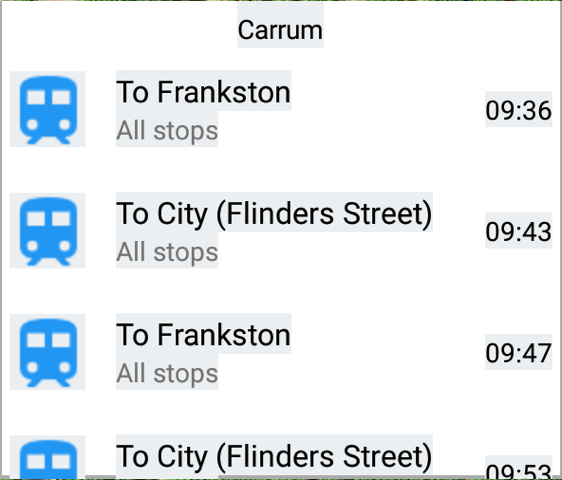 Carrum
To Frankston
All stops
09:36
To City (Flinders Street)
All stops
09:43
To Frankston
All stops
09:47
To City (Flinders Street)
09:53